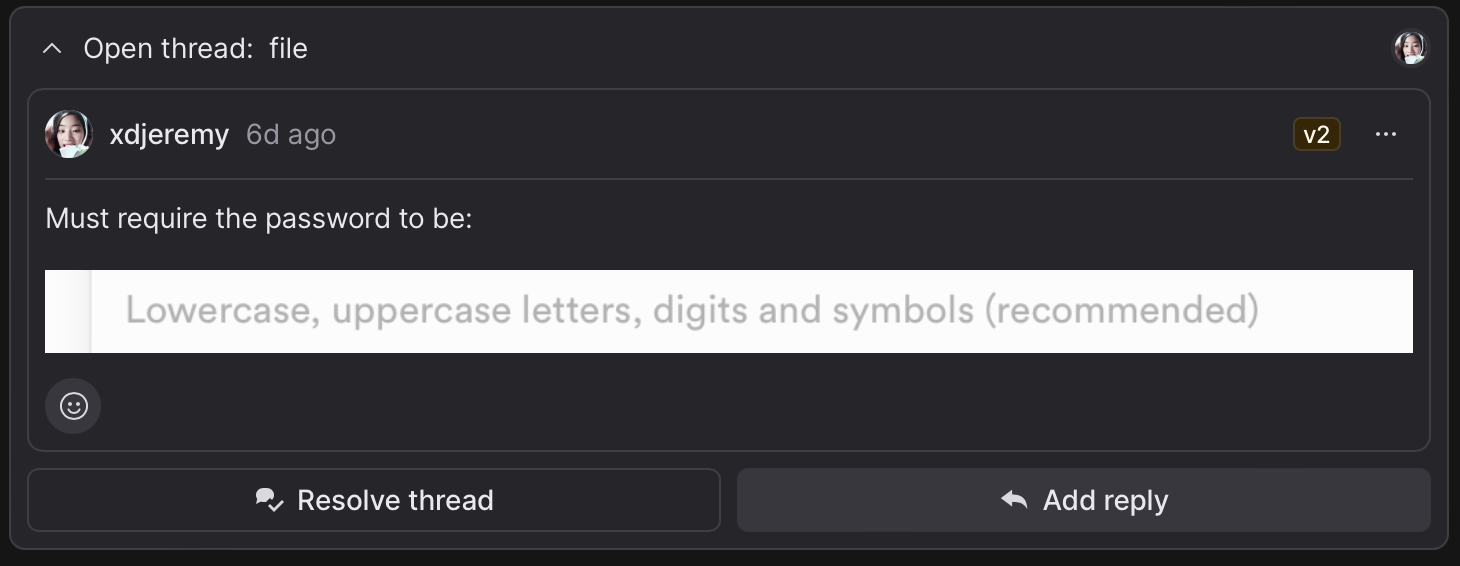 Open thread: file
xdjeremy 6d ago v2
Must require the password to be:
Lowercase, uppercase letters, digits and symbols (recommended)
Resolve thread Add reply